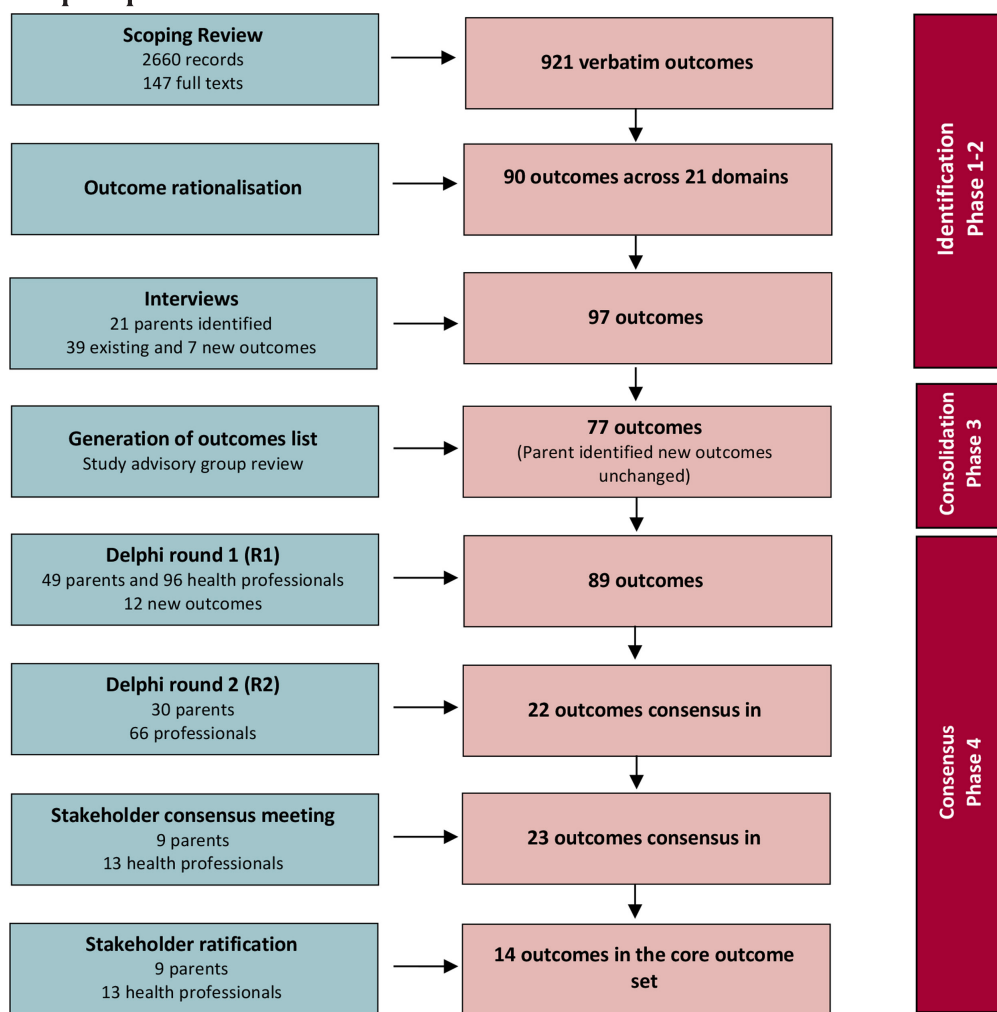 Scoping Review
2660 records
147 full texts
921 verbatim outcomes
Outcome rationalisation
90 outcomes across 21 domains
Interviews
21 parents identified
39 existing and 7 new outcomes
97 outcomes
Identification
Phase 1-2
Generation of outcomes list
Study advisory group review
77 outcomes
(Parent identified new outcomes
unchanged)
Consolidation
Phase 3
Delphi round 1 (R1)
49 parents and 96 health professionals
12 new outcomes
89 outcomes
Delphi round 2 (R2)
30 parents
66 professionals
22 outcomes consensus in
Stakeholder consensus meeting
9 parents
13 health professionals
23 outcomes consensus in
Stakeholder ratification
9 parents
13 health professionals
14 outcomes in the core outcome
set
Consensus
Phase 4